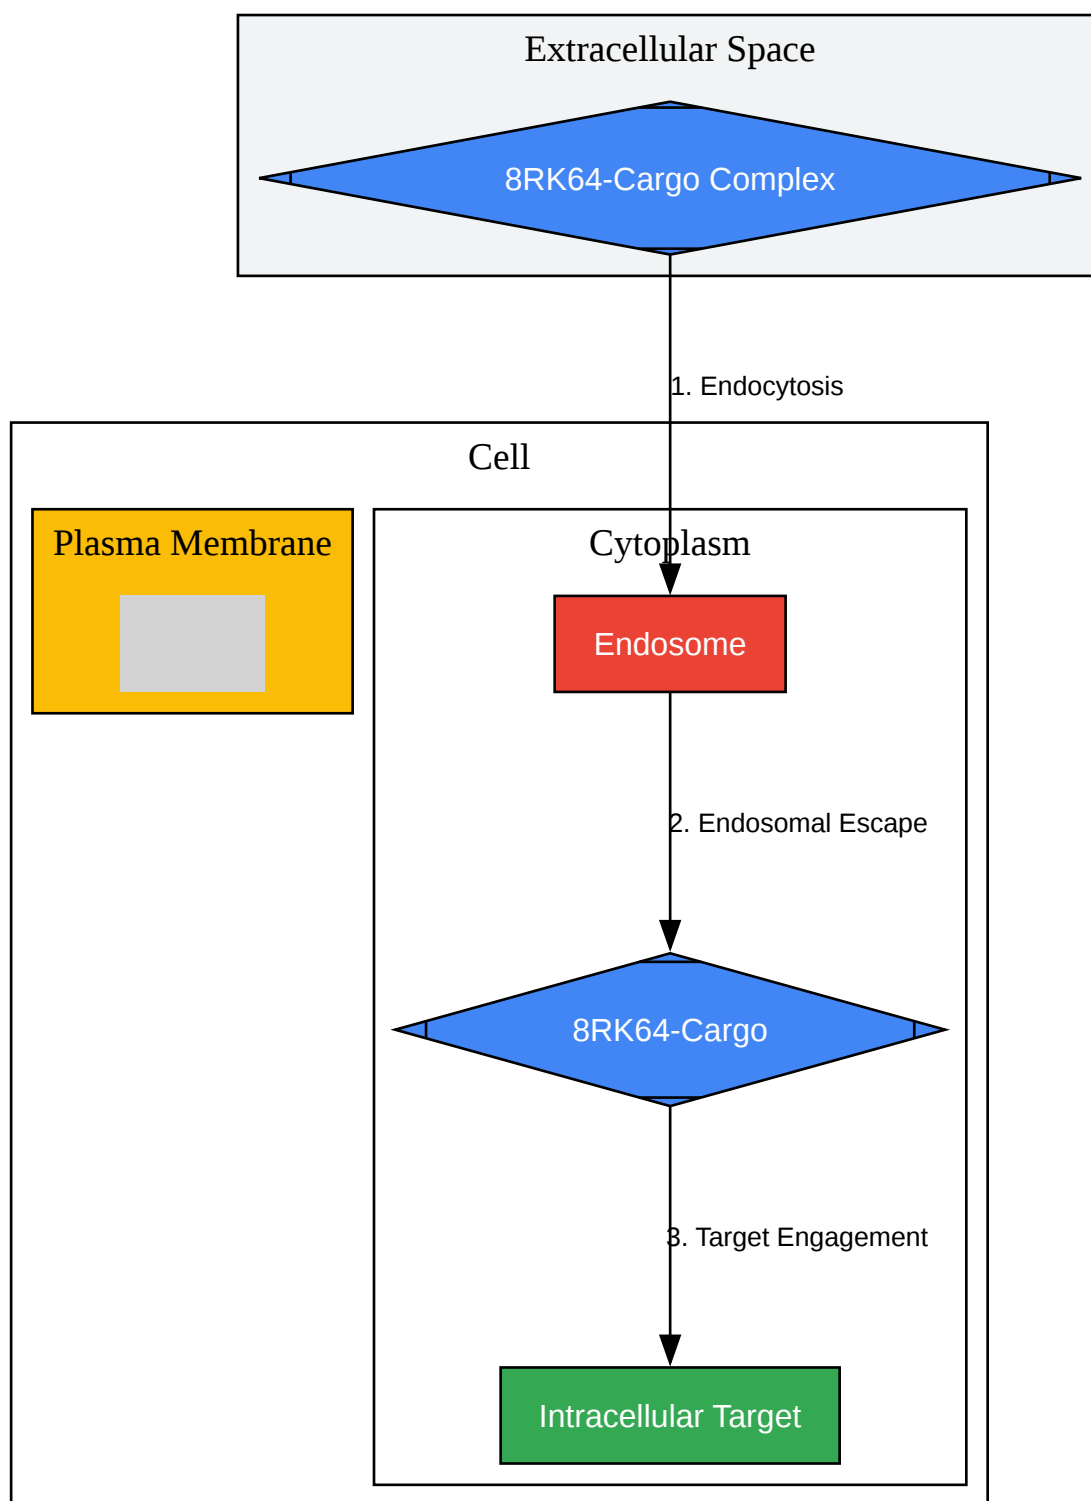 Extracellular Space
8RK64-Cargo Complex
1. Endocytosis
Cell
Plasma Membrane
Cytoplasm
Endosome
2. Endosomal Escape
8RK64-Cargo
3. Target Engagement
Intracellular Target